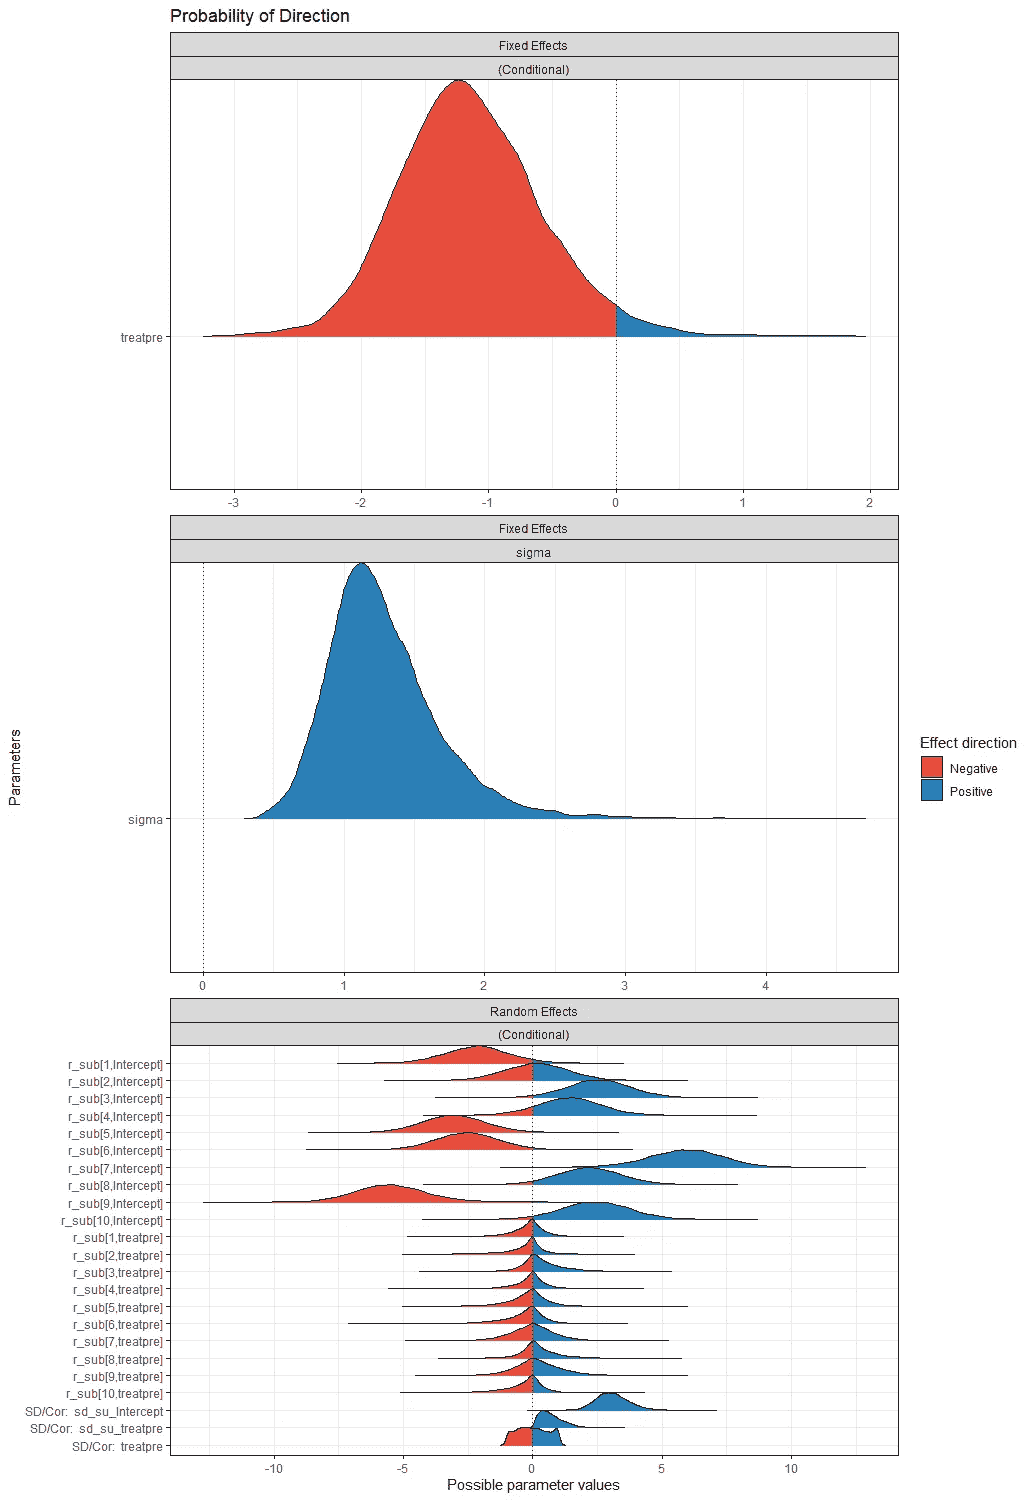 Probability of Direction
Fixed Effects
(Conditional)
treatpre
-3 -2 -1 0 1 2
Fixed Effects
sigma
sigma
0 1 2 3 4
Parameters
Effect direction
Negative
Positive
Random Effects
(Conditional)
r_sub[1,Intercept]
r_sub[2,Intercept]
r_sub[3,Intercept]
r_sub[4,Intercept]
r_sub[5,Intercept]
r_sub[6,Intercept]
r_sub[7,Intercept]
r_sub[8,Intercept]
r_sub[9,Intercept]
r_sub[10,Intercept]
r_sub[1,treatpre]
r_sub[2,treatpre]
r_sub[3,treatpre]
r_sub[4,treatpre]
r_sub[5,treatpre]
r_sub[6,treatpre]
r_sub[7,treatpre]
r_sub[8,treatpre]
r_sub[9,treatpre]
r_sub[10,treatpre]
SD/Cor: sd_su_Intercept
SD/Cor: sd_su_treatpre
SD/Cor: treatpre
-10 -5 0 5 10
Possible parameter values